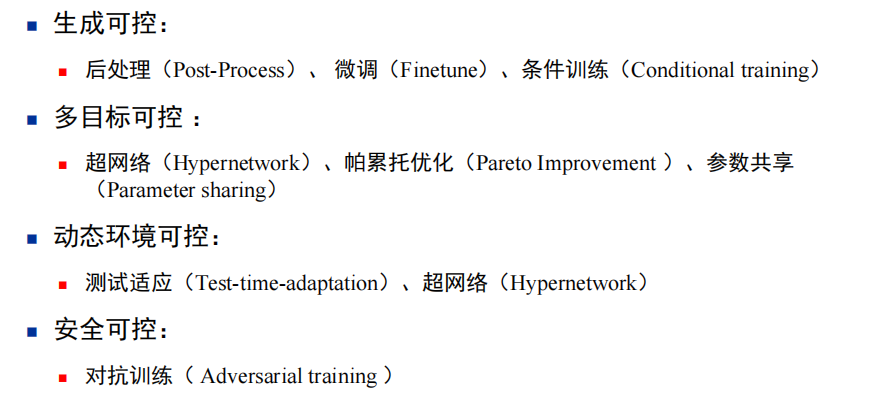 生成可控：
后处理（Post-Process）、 微调（Finetune）、条件训练（Conditional training）
多目标可控 ：
超网络（Hypernetwork）、帕累托优化（Pareto Improvement ）、参数共享
（Parameter sharing）
动态环境可控：
测试适应（Test-time-adaptation）、超网络（Hypernetwork）
安全可控：
对抗训练（ Adversarial training ）